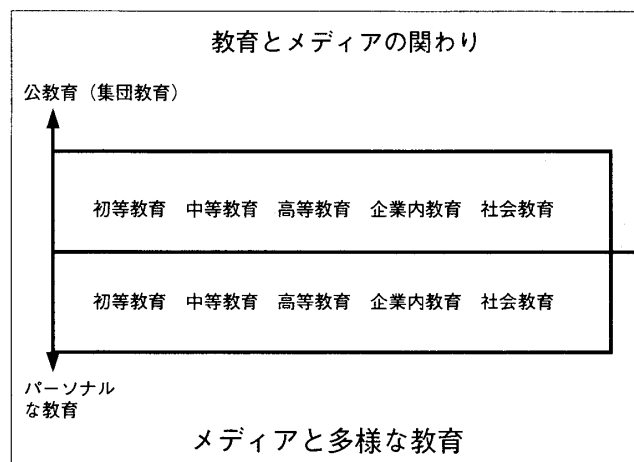 教育とメディアの関わり
公教育（集団教育）
初等教育 中等教育 高等教育 企業内教育 社会教育
初等教育 中等教育 高等教育 企業内教育 社会教育
パーソナル
な教育
メディアと多様な教育